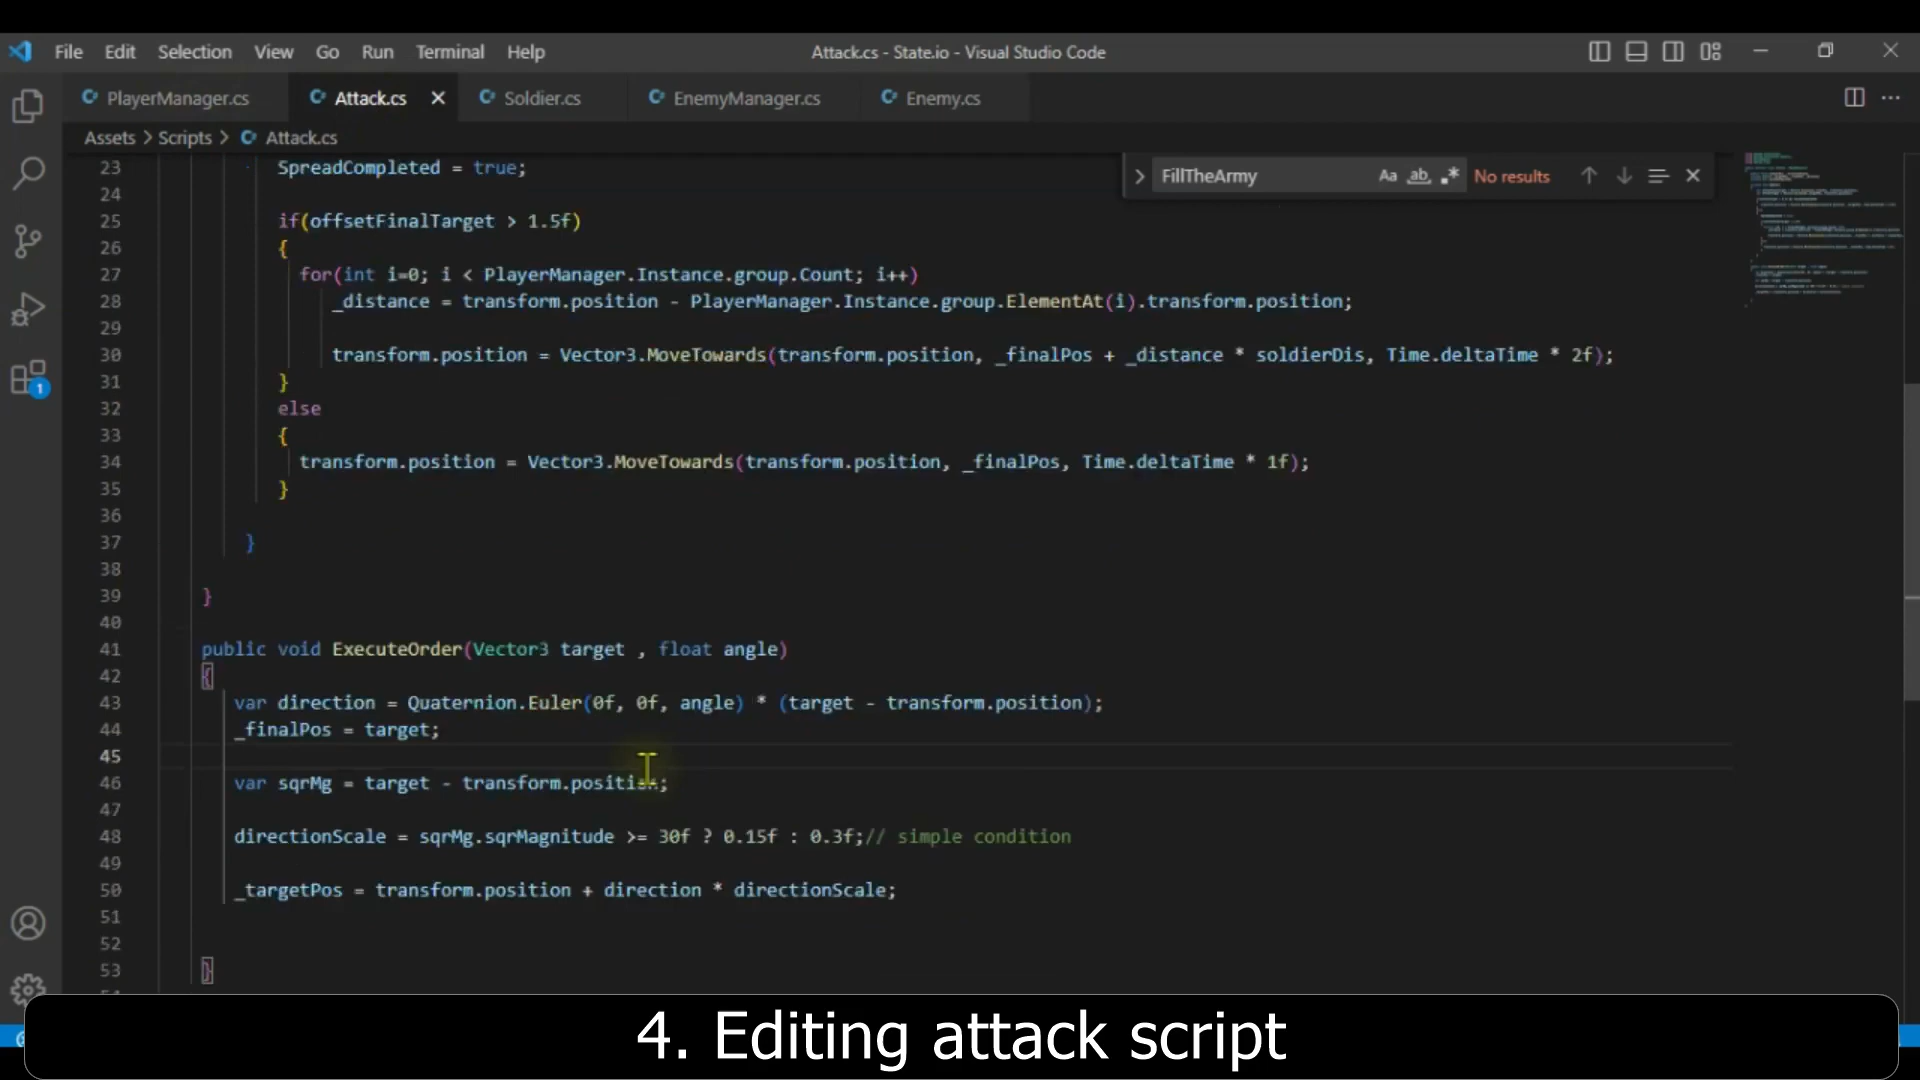 File Edit Selection View Go Run Terminal Help Attack.cs - State.io - Visual Studio Code
PlayerManager.cs Attack.cs Soldier.cs EnemyManager.cs Enemy.cs
Assets > Scripts > Attack.cs
FillTheArmy Aa ab .* No results
23 SpreadCompleted = true;
24
25 if(offsetFinalTarget > 1.5f)
26 {
27 for(int i=0; i < PlayerManager.Instance.group.Count; i++)
28 _distance = transform.position - PlayerManager.Instance.group.ElementAt(i).transform.position;
29
30 transform.position = Vector3.MoveTowards(transform.position, _finalPos + _distance * soldierDis, Time.deltaTime * 2f);
31 }
32 else
33 {
34 transform.position = Vector3.MoveTowards(transform.position, _finalPos, Time.deltaTime * 1f);
35 }
36
37 }
38
39 }
40
41 public void ExecuteOrder(Vector3 target , float angle)
42 {
43 var direction = Quaternion.Euler(0f, 0f, angle) * (target - transform.position);
44 _finalPos = target;
45
46 var sqrMg = target - transform.position;
47
48 directionScale = sqrMg.sqrMagnitude >= 30f ? 0.15f : 0.3f;// simple condition
49
50 _targetPos = transform.position + direction * directionScale;
51
52
53 }
1
4. Editing attack script